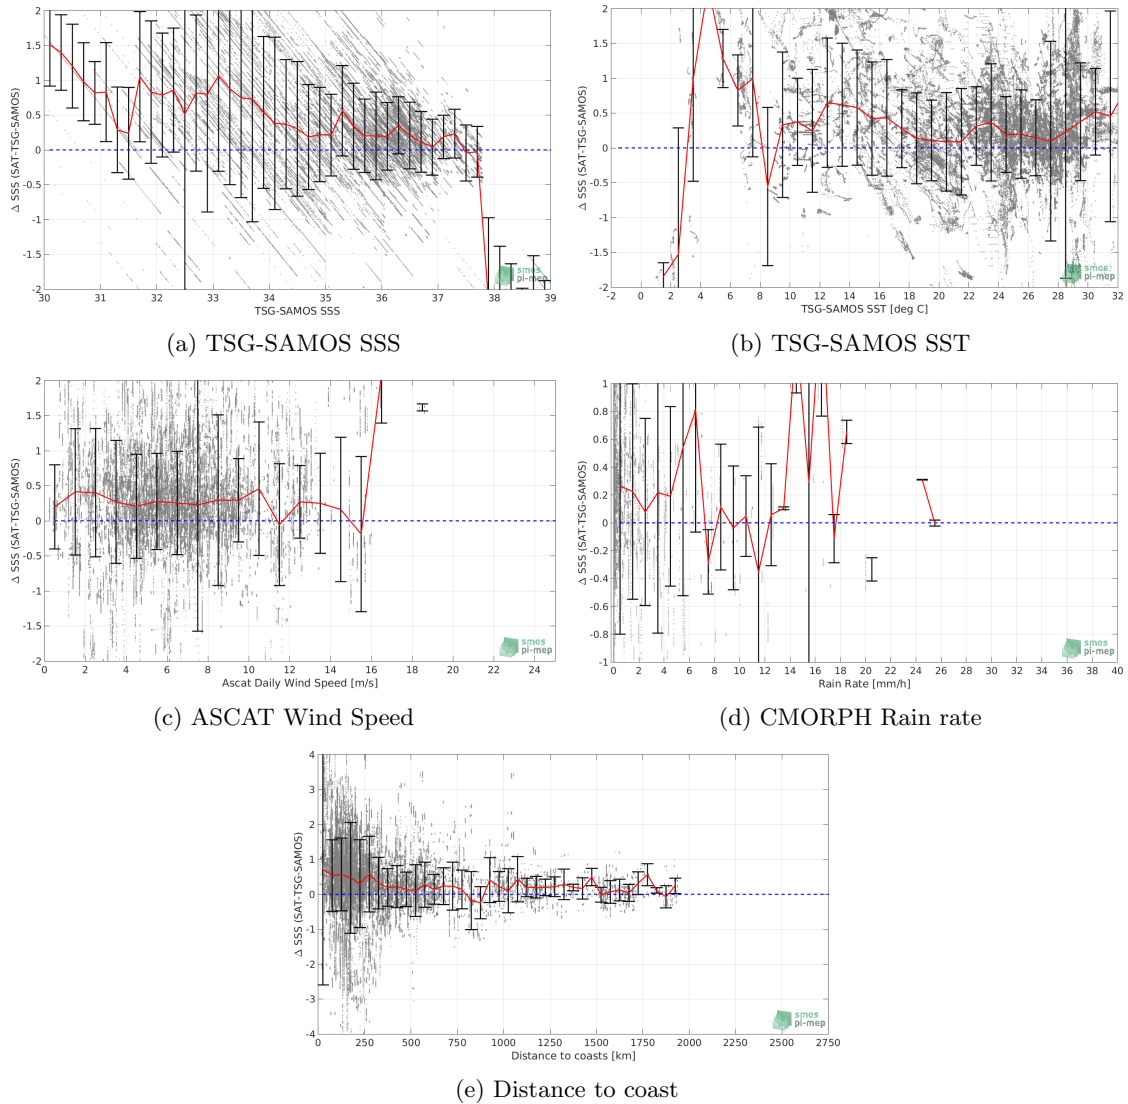 2
1.5
1
0.5
0
-0.5
-1
-1.5
-2
Δ SSS (SAT-TSG-SAMOS)
30 31 32 33 34 35 36 37 38 39
TSG-SAMOS SSS
smos
pi-mep
(a) TSG-SAMOS SSS
2
1.5
1
0.5
0
0.5
-1
-1.5
-2
Δ SSS (SAT-TSG-SAMOS)
-2 0 2 4 6 8 10 12 14 16 18 20 22 24 26 28 30 32
TSG-SAMOS SST [deg C]
smos
pi-mep
(b) TSG-SAMOS SST
2
1.5
1
0.5
0
-0.5
-1
-1.5
-2
Δ SSS (SAT-TSG-SAMOS)
0 2 4 6 8 10 12 14 16 18 20 22 24
Ascat Daily Wind Speed [m/s]
smos
pi-mep
(c) ASCAT Wind Speed
1
0.8
0.6
0.4
0.2
0
-0.2
-0.4
-0.6
-0.8
-1
Δ SSS (SAT-TSG-SAMOS)
0 2 4 6 8 10 12 14 16 18 20 22 24 26 28 30 32 34 36 38 40
Rain Rate [mm/h]
smos
pi-mep
(d) CMORPH Rain rate
4
3
2
1
0
-1
-2
-3
-4
Δ SSS (SAT-TSG-SAMOS)
0 250 500 750 1000 1250 1500 1750 2000 2250 2500 2750
Distance to coasts [km]
smos
pi-mep
(e) Distance to coast